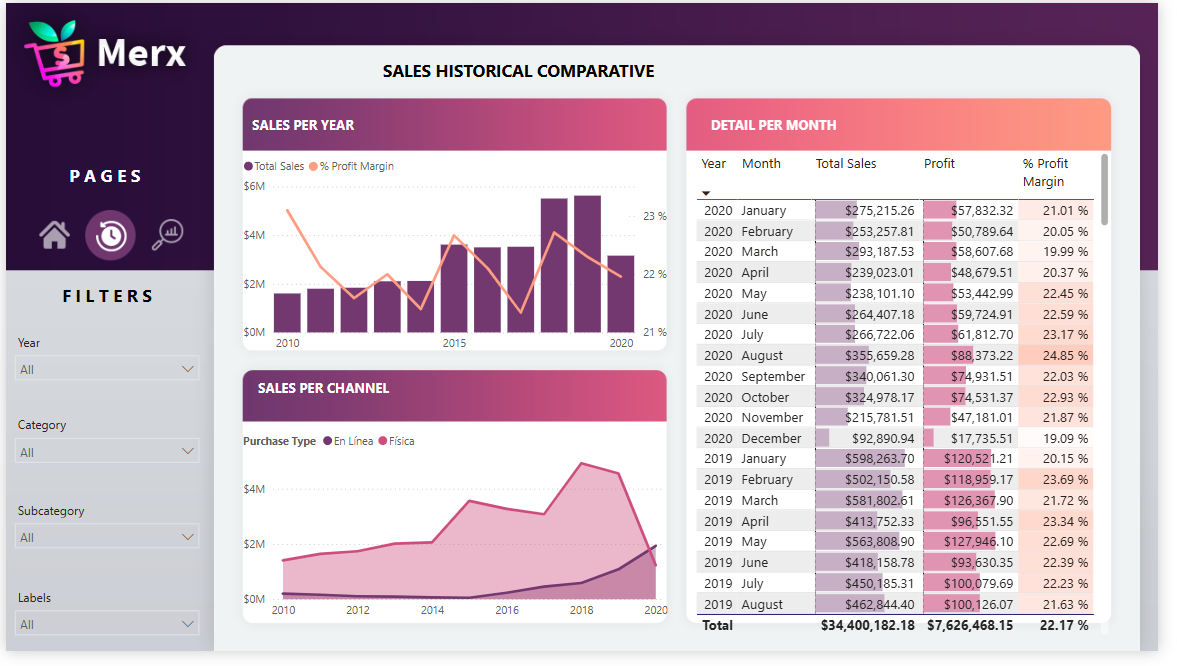 Merx
PAGES
FILTERS
Year
All
Category
All
Subcategory
All
Labels
All
SALES HISTORICAL COMPARATIVE
SALES PER YEAR
Total Sales % Profit Margin
$6M
$4M
$2M
$0M
23 %
22 %
21 %
2010 2015 2020
SALES PER CHANNEL
Purchase Type En Línea Física
$4M
$2M
$0M
2010 2012 2014 2016 2018 2020
DETAIL PER MONTH
Year Month Total Sales Profit % Profit Margin
2020 January $275,215.26 $57,832.32 21.01 %
2020 February $253,257.81 $50,789.64 20.05 %
2020 March $293,187.53 $58,607.68 19.99 %
2020 April $239,023.01 $48,679.51 20.37 %
2020 May $238,101.10 $53,442.99 22.45 %
2020 June $264,407.18 $59,724.91 22.59 %
2020 July $266,722.06 $61,812.70 23.17 %
2020 August $355,659.28 $88,373.22 24.85 %
2020 September $340,061.30 $74,931.51 22.03 %
2020 October $324,978.17 $74,531.37 22.93 %
2020 November $215,781.51 $47,181.01 21.87 %
2020 December $92,890.94 $17,735.51 19.09 %
2019 January $598,263.70 $120,521.21 20.15 %
2019 February $502,150.58 $118,959.17 23.69 %
2019 March $581,802.61 $126,367.90 21.72 %
2019 April $413,752.33 $96,551.55 23.34 %
2019 May $563,808.90 $127,946.10 22.69 %
2019 June $418,158.78 $93,630.35 22.39 %
2019 July $450,185.31 $100,079.69 22.23 %
2019 August $462,844.40 $100,126.07 21.63 %
Total $34,400,182.18 $7,626,468.15 22.17 %